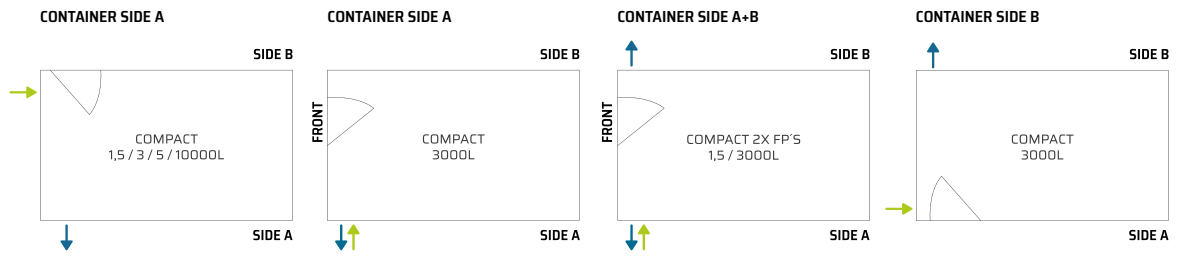 CONTAINER SIDE A
SIDE B
COMPACT
1,5 / 3 / 5 / 10000L
SIDE A
CONTAINER SIDE A
SIDE B
FRONT
COMPACT
3000L
SIDE A
CONTAINER SIDE A+B
SIDE B
FRONT
COMPACT 2X FP´S
1,5 / 3000L
SIDE A
CONTAINER SIDE B
SIDE B
COMPACT
3000L
SIDE A